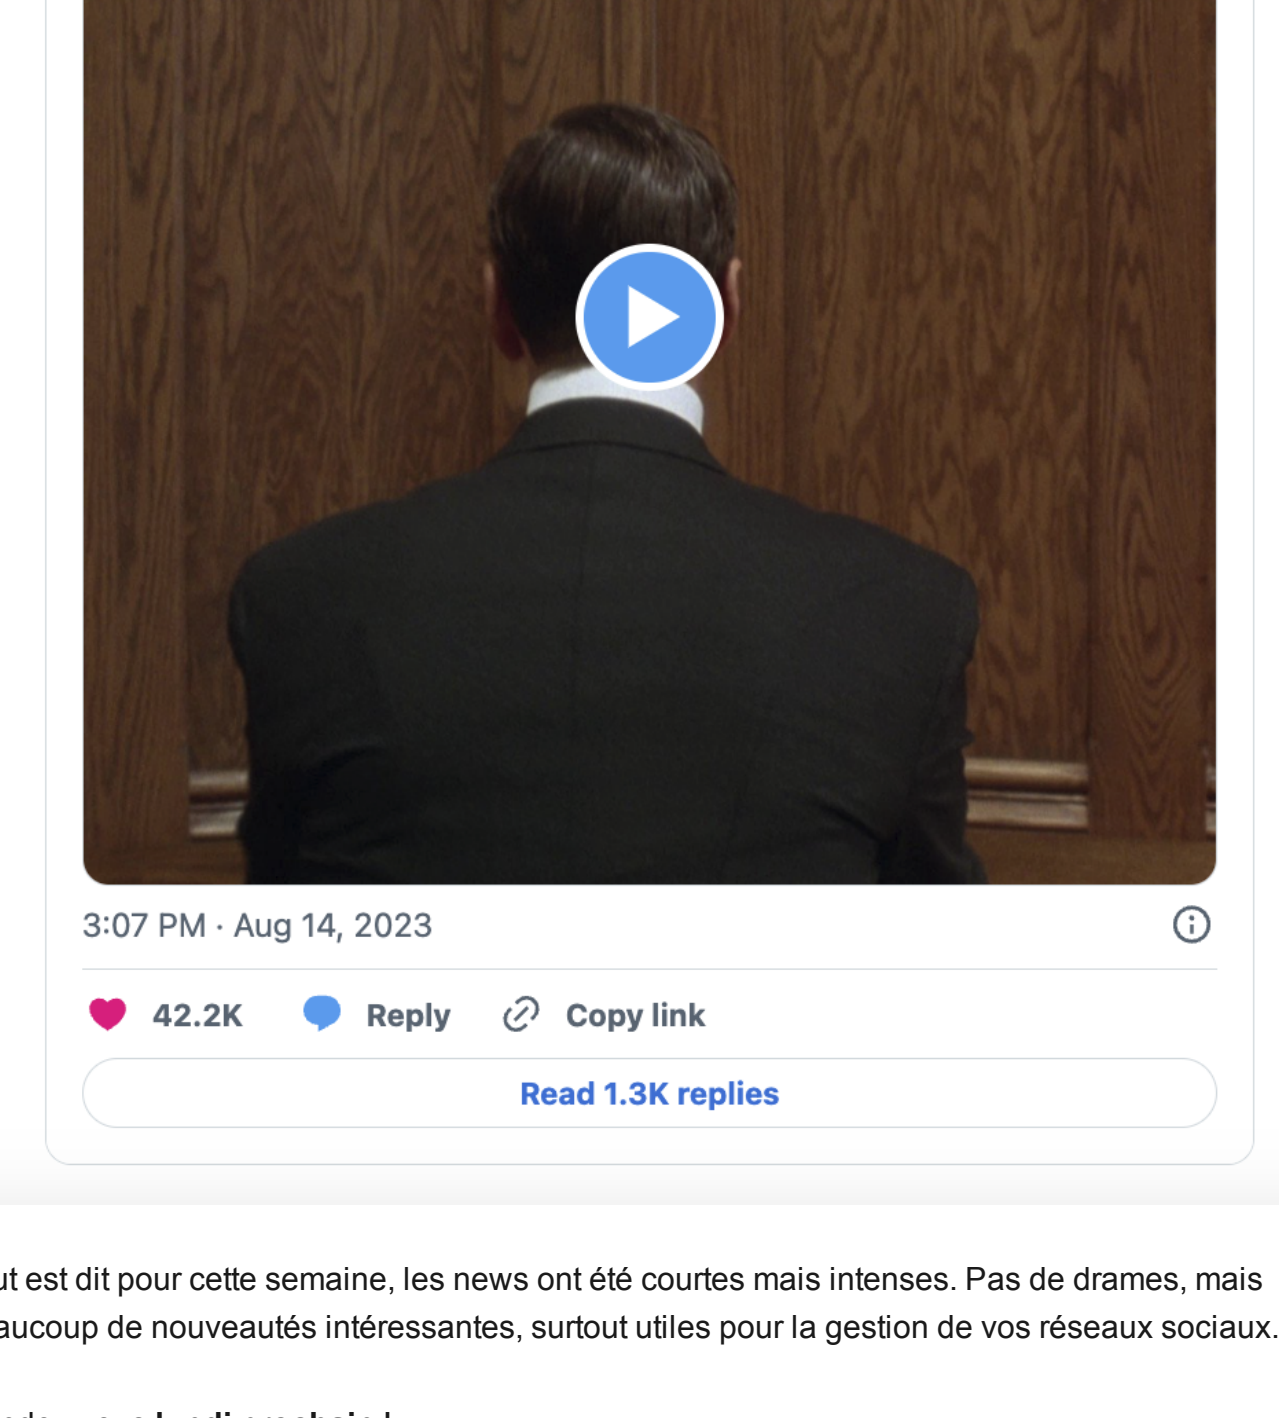 3:07 PM · Aug 14, 2023
42.2K Reply Copy link
Read 1.3K replies
est dit pour cette semaine, les news ont été courtes mais intenses. Pas de drames, mais
de nouveautés intéressantes, surtout utiles pour la gestion de vos réseaux sociaux.